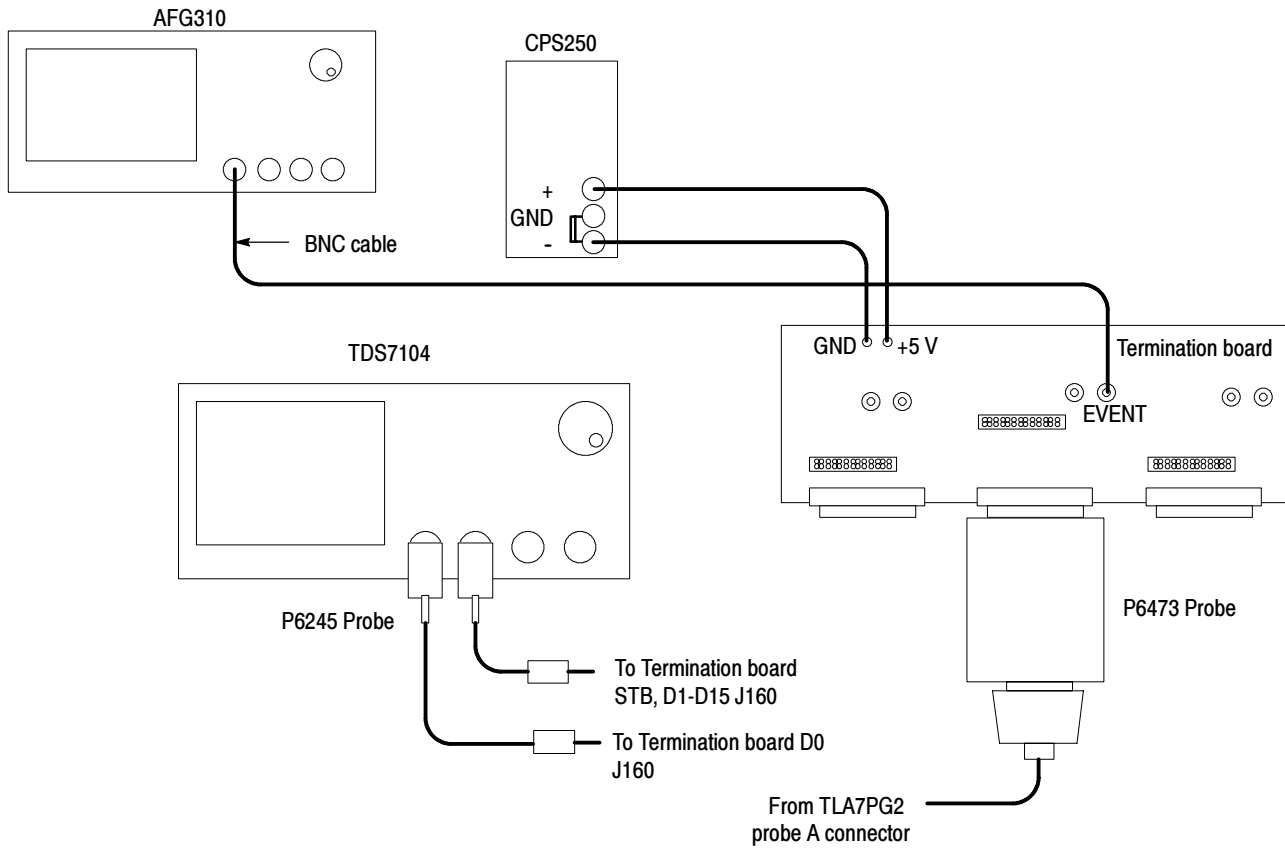 AFG310
CPS250
+
GND
-
BNC cable
TDS7104
GND
+5 V
Termination board
EVENT
P6245 Probe
P6473 Probe
To Termination board
STB, D1-D15 J160
To Termination board D0
J160
From TLA7PG2
probe A connector